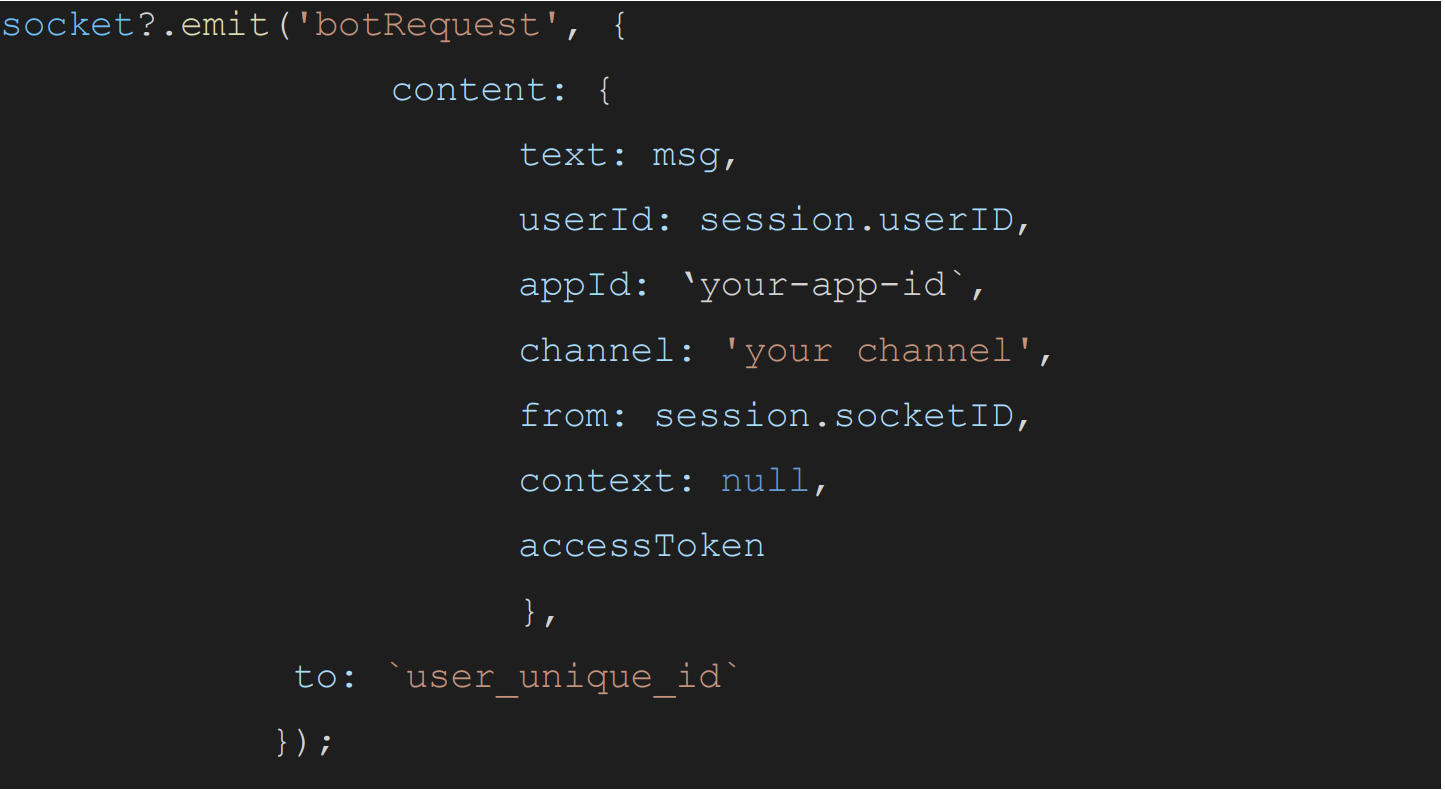 socket?.emit('botRequest', {
content: {
text: msg,
userId: session.userID,
appId: ‛your-app-id`,
channel: 'your channel',
from: session.socketID,
context: null,
accessToken
},
to: `user_unique_id`
});